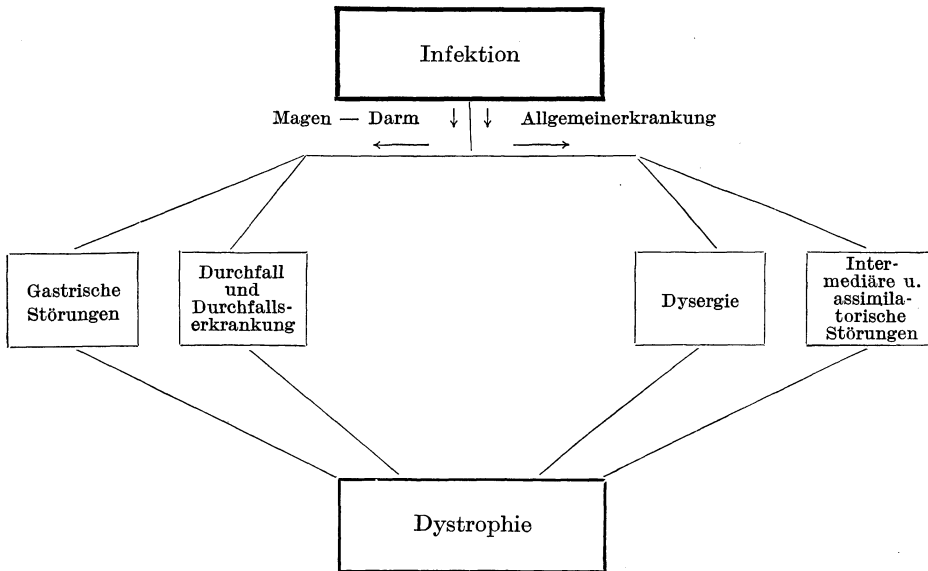 Infektion
Magen — Darm ↓ ↓ Allgemeinerkrankung
← →
Gastrische
Störungen
Durchfall
und
Durchfalls-
erkrankung
Dysergie
Inter-
mediäre u.
assimila-
torische
Störungen
Dystrophie